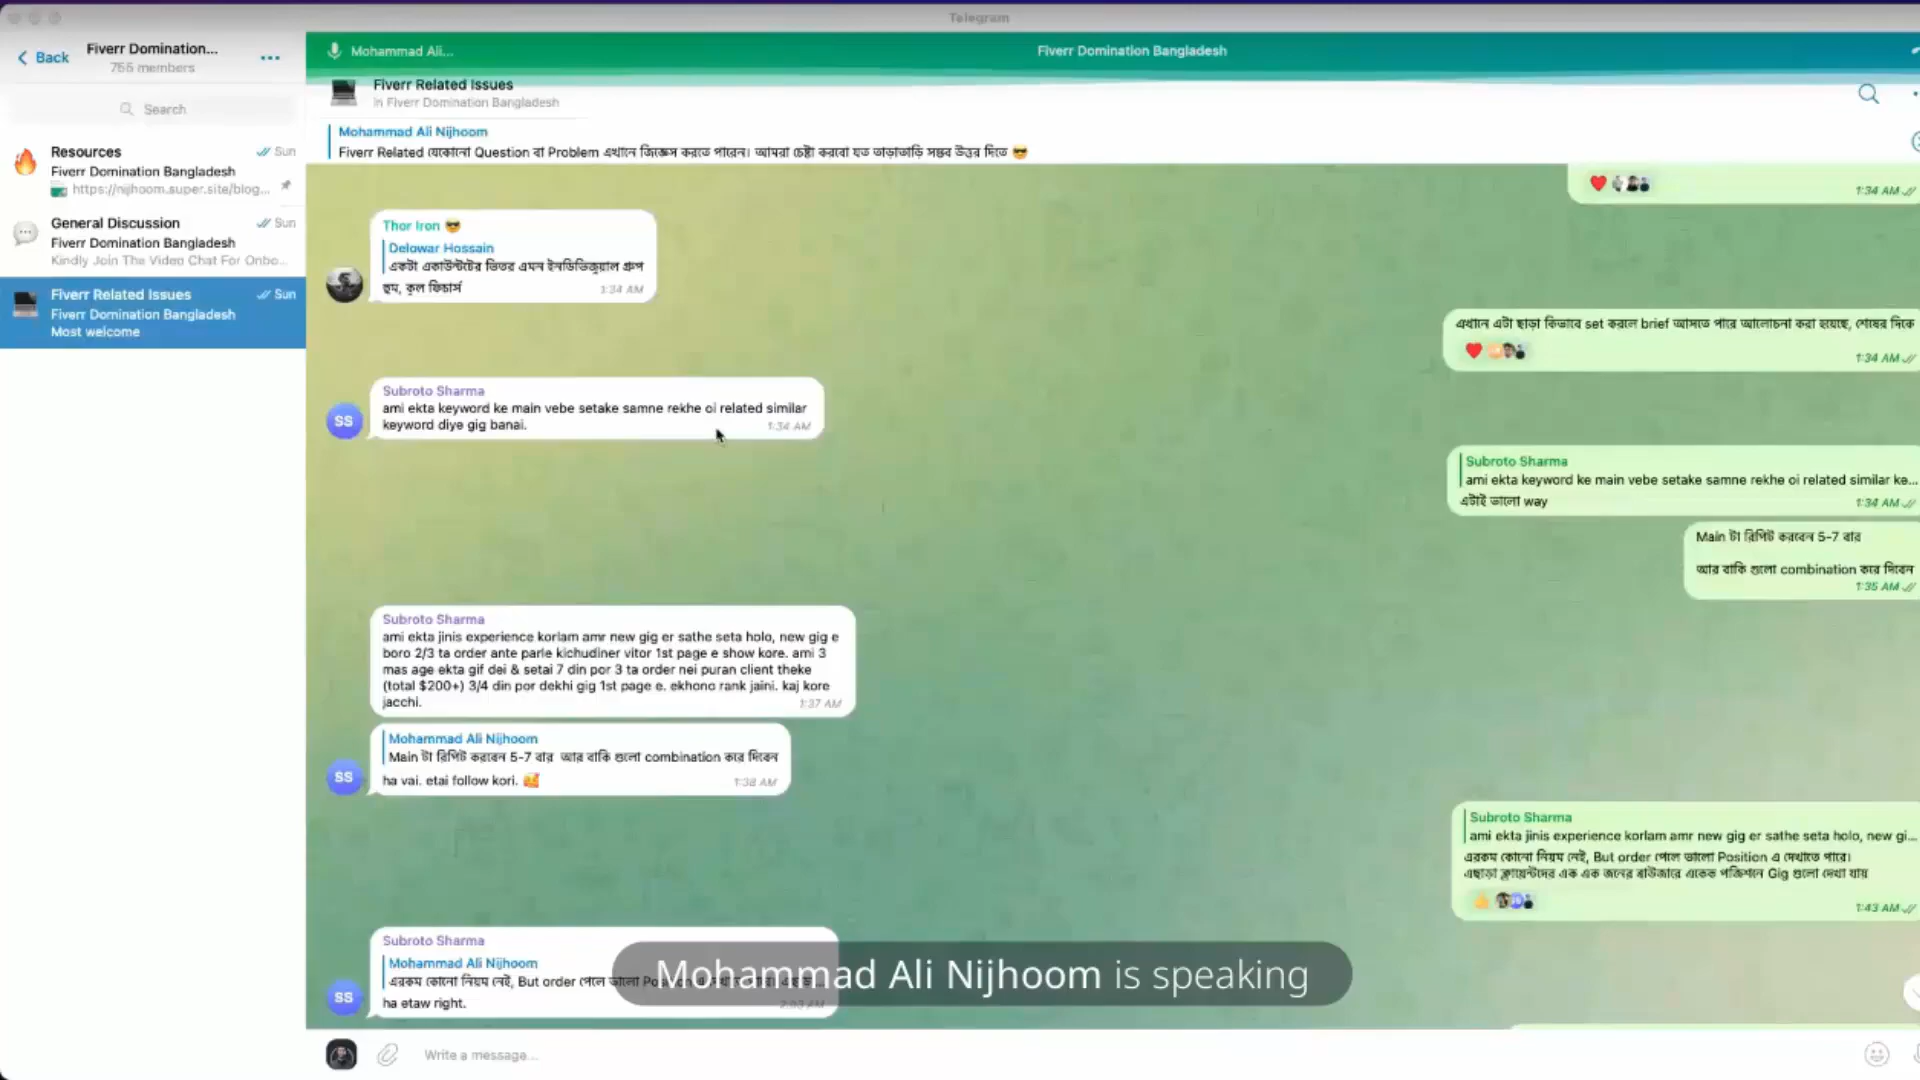 Telegram
Back
Fiverr Domination...
755 members
Search
Resources
Sun
Fiverr Domination Bangladesh
https://nijhoom.super.site/blog...
General Discussion
Sun
Fiverr Domination Bangladesh
Kindly Join The Video Chat For Onbo...
Fiverr Related Issues
Sun
Fiverr Domination Bangladesh
Most welcome
Mohammad Ali...
Fiverr Domination Bangladesh
Fiverr Related Issues
in Fiverr Domination Bangladesh
Mohammad Ali Nijhoom
Fiverr Related যেকোনো Question বা Problem এখানে জিজ্ঞেস করতে পারেন। আমরা চেষ্টা করবো যত তাড়াতাড়ি সম্ভব উত্তর দিতে 😎
1:34 AM
Thor Iron 😎
Delowar Hossain
একটা একাউন্টের ভিতর এমন ইনডিভিজুয়াল গ্রুপ
হুম, কুল ফিচার্স
1:34 AM
এখানে এটা ছাড়া কিভাবে set করলে brief আসতে পারে আলোচনা করা হয়েছে, শেষের দিকে
1:34 AM
Subroto Sharma
ami ekta keyword ke main vebe setake samne rekhe oi related similar
keyword diye gig banai.
1:34 AM
SS
Subroto Sharma
ami ekta keyword ke main vebe setake samne rekhe oi related similar ke...
এটাই ভালো way
1:34 AM
Main টা রিপিট করবেন 5-7 বার
আর বাকি গুলো combination করে দিবেন
1:35 AM
Subroto Sharma
ami ekta jinis experience korlam amr new gig er sathe seta holo, new gig e
boro 2/3 ta order ante parle kichudiner vitor 1st page e show kore. ami 3
mas age ekta gif dei & setai 7 din por 3 ta order nei puran client theke
(total $200+) 3/4 din por dekhi gig 1st page e. ekhono rank jaini. kaj kore
jacchi.
1:37 AM
Mohammad Ali Nijhoom
Main টা রিপিট করবেন 5-7 বার আর বাকি গুলো combination করে দিবেন
ha vai. etai follow kori. 🥰
1:38 AM
SS
Subroto Sharma
ami ekta jinis experience korlam amr new gig er sathe seta holo, new gi...
এরকম কোনো নিয়ম নেই, But order পেলে ভালো Position এ দেখাতে পারে।
এছাড়া ক্লায়েন্টদের এক এক জনের ব্রাউজারে একেক পজিশনে Gig গুলো দেখা যায়
1:43 AM
Subroto Sharma
Mohammad Ali Nijhoom
এরকম কোনো নিয়ম নেই, But order পেলে ভালো
ha etaw right.
SS
Mohammad Ali Nijhoom is speaking
Write a message...